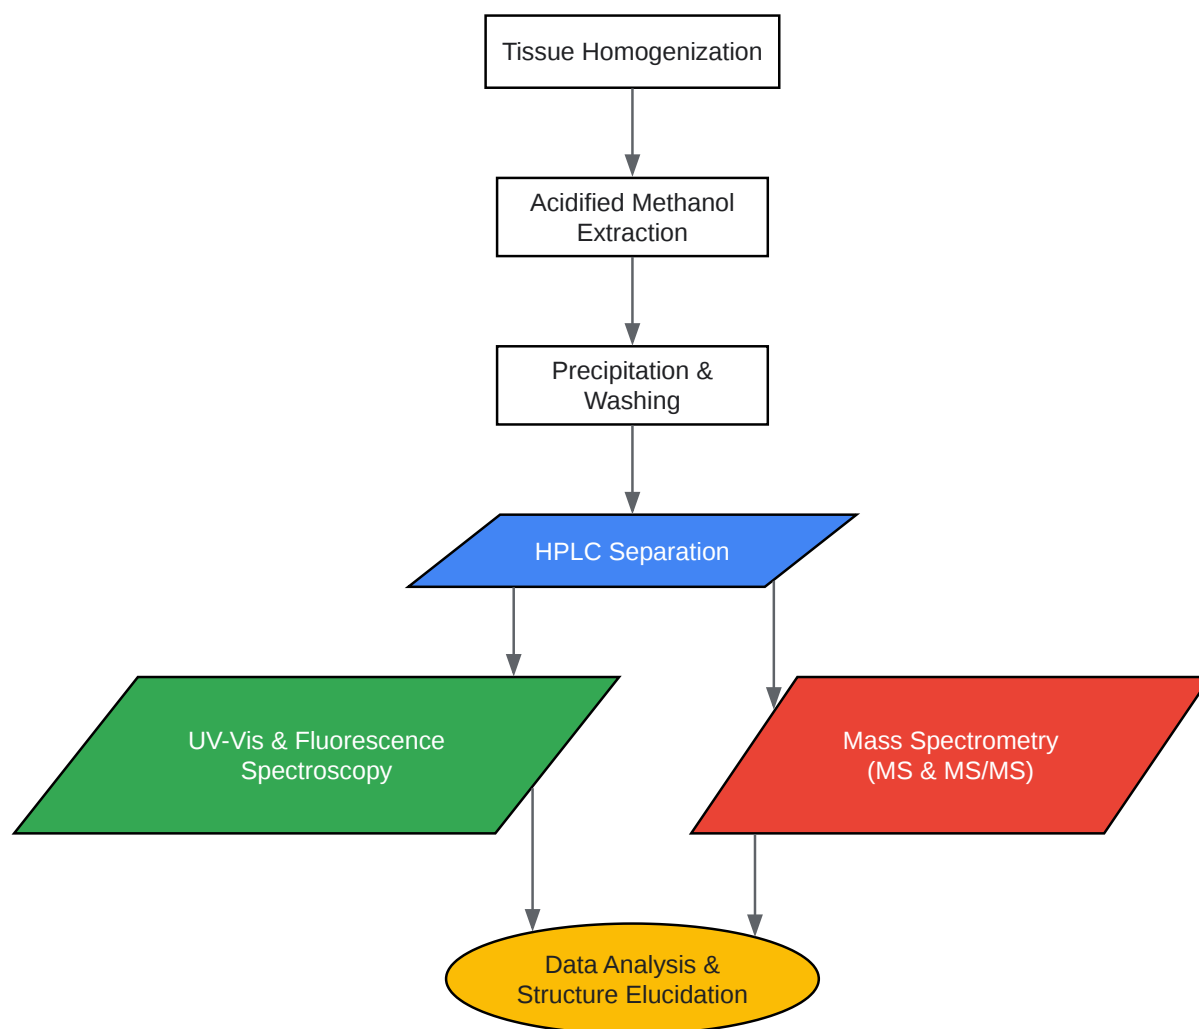 Tissue Homogenization
Acidified Methanol
Extraction
Precipitation &
Washing
HPLC Separation
UV-Vis & Fluorescence
Spectroscopy
Mass Spectrometry
(MS & MS/MS)
Data Analysis &
Structure Elucidation